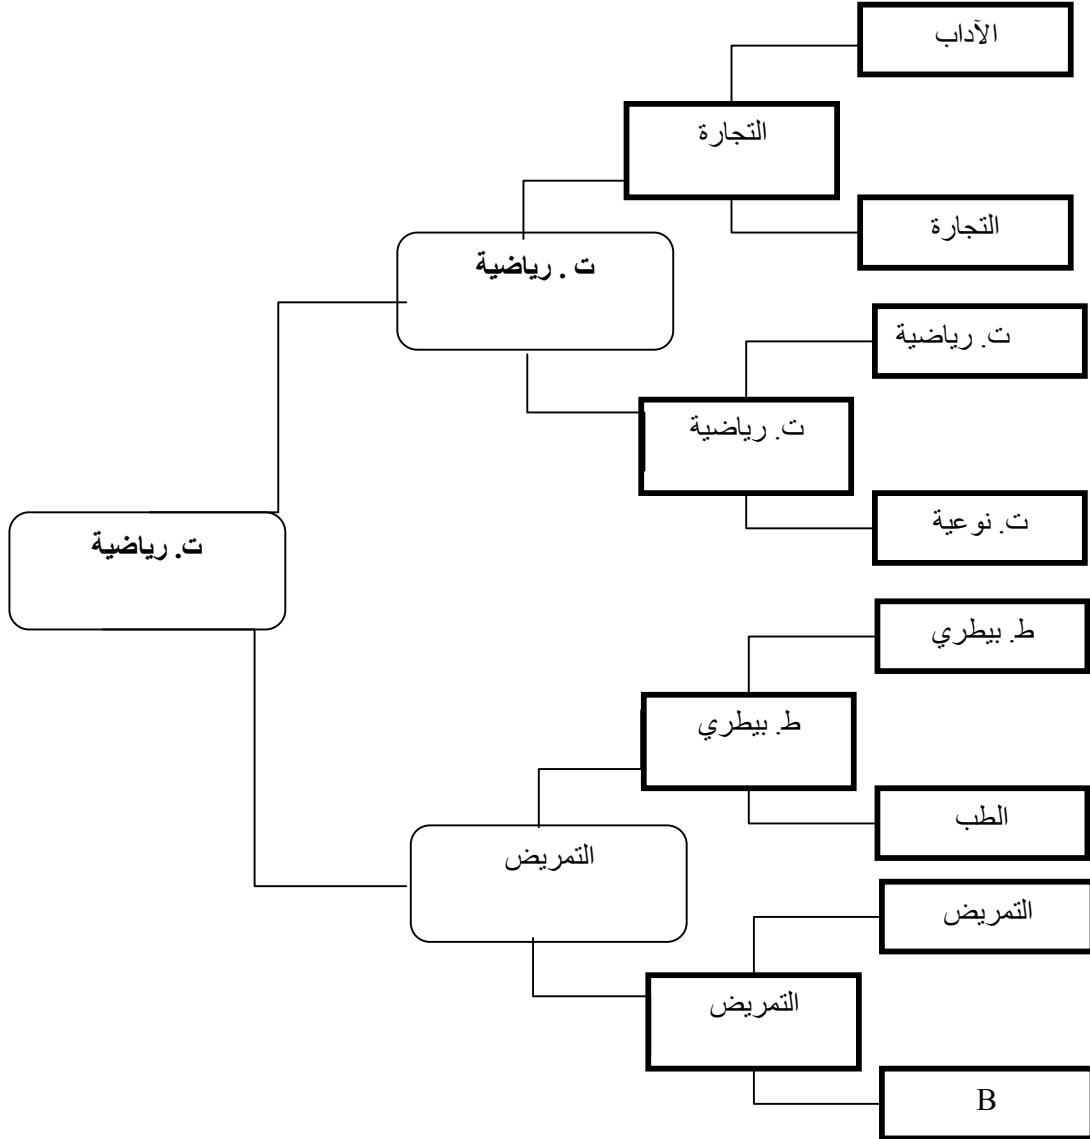 الآداب
التجارة
التجارة
ت . رياضية
ت. رياضية
ت. رياضية
ت. نوعية
ت. رياضية
ط. بيطري
ط. بيطري
الطب
التمريض
التمريض
التمريض
B